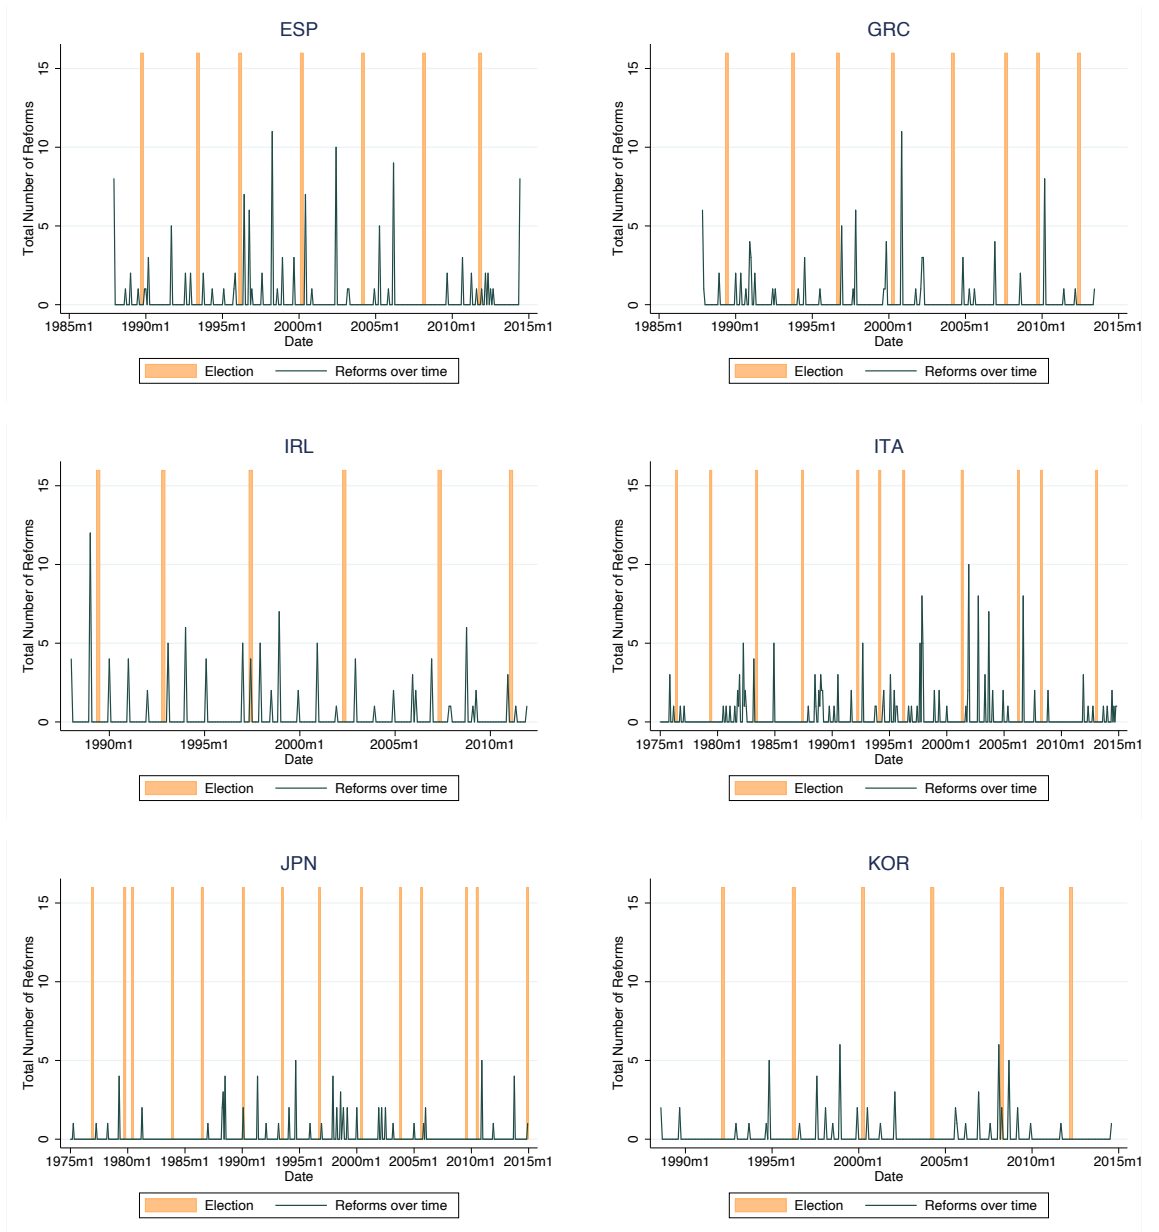 ESP
Total Number of Reforms
15
10
5
0
1985m1 1990m1 1995m1 2000m1 2005m1 2010m1 2015m1
Date
Election Reforms over time
GRC
Total Number of Reforms
15
10
5
0
1985m1 1990m1 1995m1 2000m1 2005m1 2010m1 2015m1
Date
Election Reforms over time
IRL
Total Number of Reforms
15
10
5
0
1990m1 1995m1 2000m1 2005m1 2010m1
Date
Election Reforms over time
ITA
Total Number of Reforms
15
10
5
0
1975m1 1980m1 1985m1 1990m1 1995m1 2000m1 2005m1 2010m1 2015m1
Date
Election Reforms over time
JPN
Total Number of Reforms
15
10
5
0
1975m1 1980m1 1985m1 1990m1 1995m1 2000m1 2005m1 2010m1 2015m1
Date
Election Reforms over time
KOR
Total Number of Reforms
15
10
5
0
1990m1 1995m1 2000m1 2005m1 2010m1 2015m1
Date
Election Reforms over time